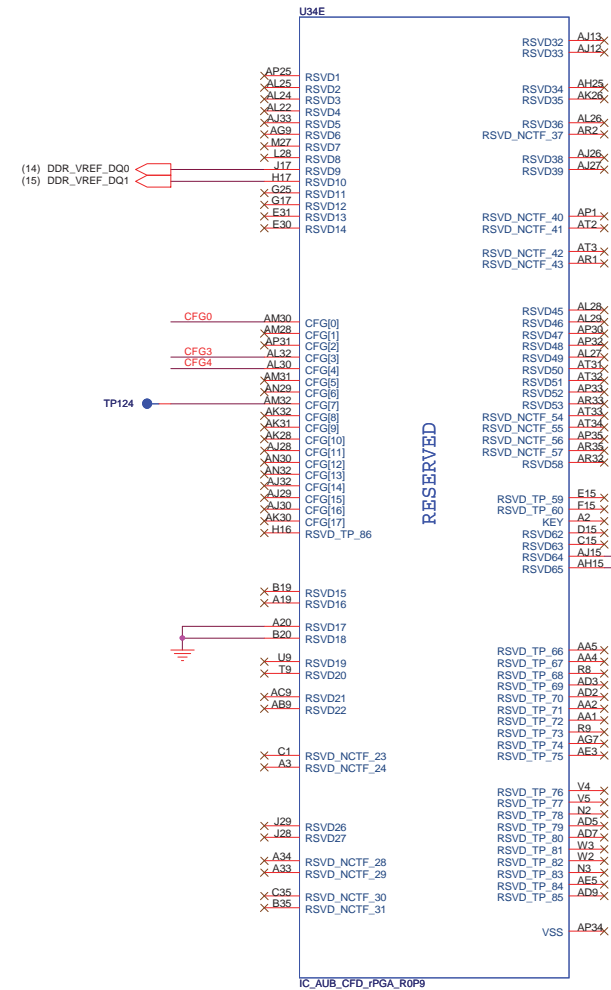 U34E
AP25 RSVD1
AL25 RSVD2
AL24 RSVD3
AL22 RSVD4
AJ33 RSVD5
AG9 RSVD6
M27 RSVD7
L28 RSVD8
(14) DDR_VREF_DQ0 J17 RSVD9
(15) DDR_VREF_DQ1 H17 RSVD10
G25 RSVD11
G17 RSVD12
E31 RSVD13
E30 RSVD14
CFG0 AM30 CFG[0]
AM28 CFG[1]
AP31 CFG[2]
CFG3 AL32 CFG[3]
CFG4 AL30 CFG[4]
AM31 CFG[5]
AN29 CFG[6]
TP124 AM32 CFG[7]
AK32 CFG[8]
AK31 CFG[9]
AK28 CFG[10]
AJ28 CFG[11]
AN30 CFG[12]
AN32 CFG[13]
AJ32 CFG[14]
AJ29 CFG[15]
AJ30 CFG[16]
AK30 CFG[17]
H16 RSVD_TP_86
B19 RSVD15
A19 RSVD16
A20 RSVD17
B20 RSVD18
U9 RSVD19
T9 RSVD20
AC9 RSVD21
AB9 RSVD22
C1 RSVD_NCTF_23
A3 RSVD_NCTF_24
J29 RSVD26
J28 RSVD27
A34 RSVD_NCTF_28
A33 RSVD_NCTF_29
C35 RSVD_NCTF_30
B35 RSVD_NCTF_31
RESERVED
RSVD32 AJ13
RSVD33 AJ12
RSVD34 AH25
RSVD35 AK26
RSVD36 AL26
RSVD_NCTF_37 AR2
RSVD38 AJ26
RSVD39 AJ27
RSVD_NCTF_40 AP1
RSVD_NCTF_41 AT2
RSVD_NCTF_42 AT3
RSVD_NCTF_43 AR1
RSVD45 AL28
RSVD46 AL29
RSVD47 AP30
RSVD48 AP32
RSVD49 AL27
RSVD50 AT31
RSVD51 AT32
RSVD52 AP33
RSVD53 AR33
RSVD_NCTF_54 AT33
RSVD_NCTF_55 AT34
RSVD_NCTF_56 AP35
RSVD_NCTF_57 AR35
RSVD58 AR32
RSVD_TP_59 E15
RSVD_TP_60 F15
KEY A2
RSVD62 D15
RSVD63 C15
RSVD64 AJ15
RSVD65 AH15
RSVD_TP_66 AA5
RSVD_TP_67 AA4
RSVD_TP_68 R8
RSVD_TP_69 AD3
RSVD_TP_70 AD2
RSVD_TP_71 AA2
RSVD_TP_72 AA1
RSVD_TP_73 R9
RSVD_TP_74 AG7
RSVD_TP_75 AE3
RSVD_TP_76 V4
RSVD_TP_77 V5
RSVD_TP_78 N2
RSVD_TP_79 AD5
RSVD_TP_80 AD7
RSVD_TP_81 W3
RSVD_TP_82 W2
RSVD_TP_83 N3
RSVD_TP_84 AE5
RSVD_TP_85 AD9
VSS AP34
IC_AUB_CFD_rPGA_R0P9